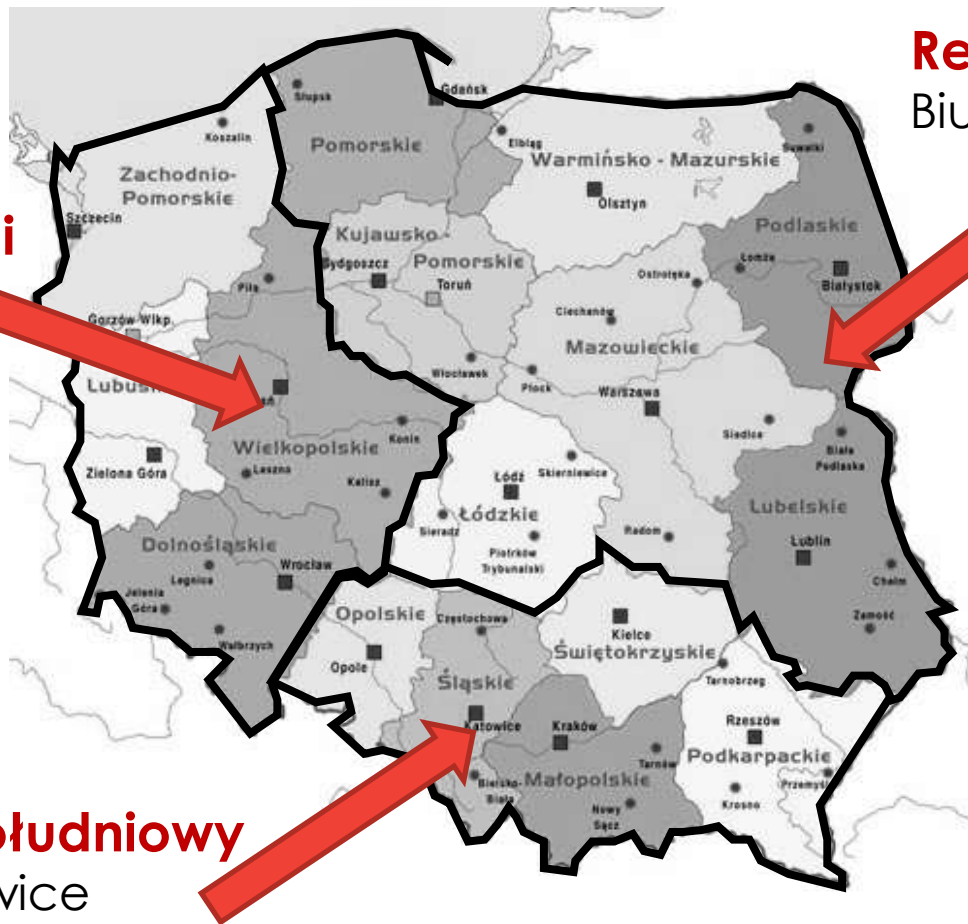 Re
Biu
Słupsk
Gdańsk
Koszalin
Pomorskie
Elbląg
Warmińsko - Mazurskie
Suwałki
Zachodnio-
Pomorskie
Olsztyn
Szczecin
Podlaskie
i
Kujawsko -
Pomorskie
Bydgoszcz
Toruń
Ostrołęka
Łomża
Białystok
Piła
Ciechanów
Gorzów Wlkp.
Mazowieckie
Włocławek
Płock
Warszawa
Lubus
ań
Siedlce
Wielkopolskie
Konin
Biała
Podlaska
Zielona Góra
Leszno
Kalisz
Skierniewice
Łódź
Łódzkie
Lubelskie
Sieradz
Radom
Lublin
Dolnośląskie
Piotrków
Trybunalski
Wrocław
Legnica
Chełm
Jelenia
Góra
Opolskie
Częstochowa
Zamość
Wałbrzych
Kielce
Świętokrzyskie
Opole
Śląskie
Tarnobrzeg
Katowice
Kraków
Rzeszów
Tarnów
Podkarpackie
Małopolskie
Bielsko-
Biała
Przemyśl
Krosno
Nowy
Sącz
ołudniowy
wice